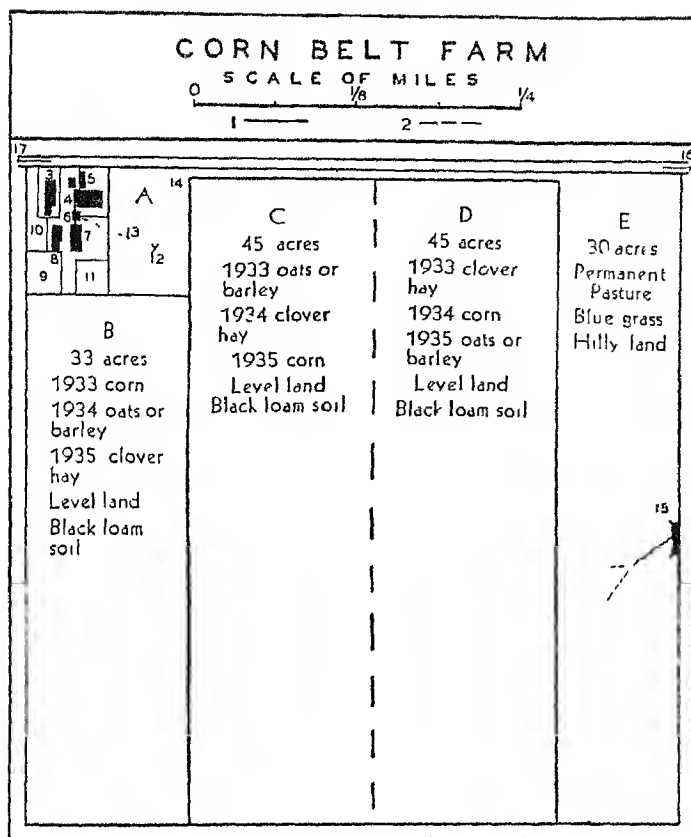 CORN BELT FARM
SCALE OF MILES
0 1/8 1/4
1 2
17
16
3
5
4
6
10
7
8
9
11
A
14
13
12
B
33 acres
1933 corn
1934 oats or
barley
1935 clover
hay
Level land
Black loam
soil
C
45 acres
1933 oats or
barley
1934 clover
hay
1935 corn
Level land
Black loam soil
D
45 acres
1933 clover
hay
1934 corn
1935 oats or
barley
Level land
Black loam soil
E
30 acres
Permanent
Pasture
Blue grass
Hilly land
15